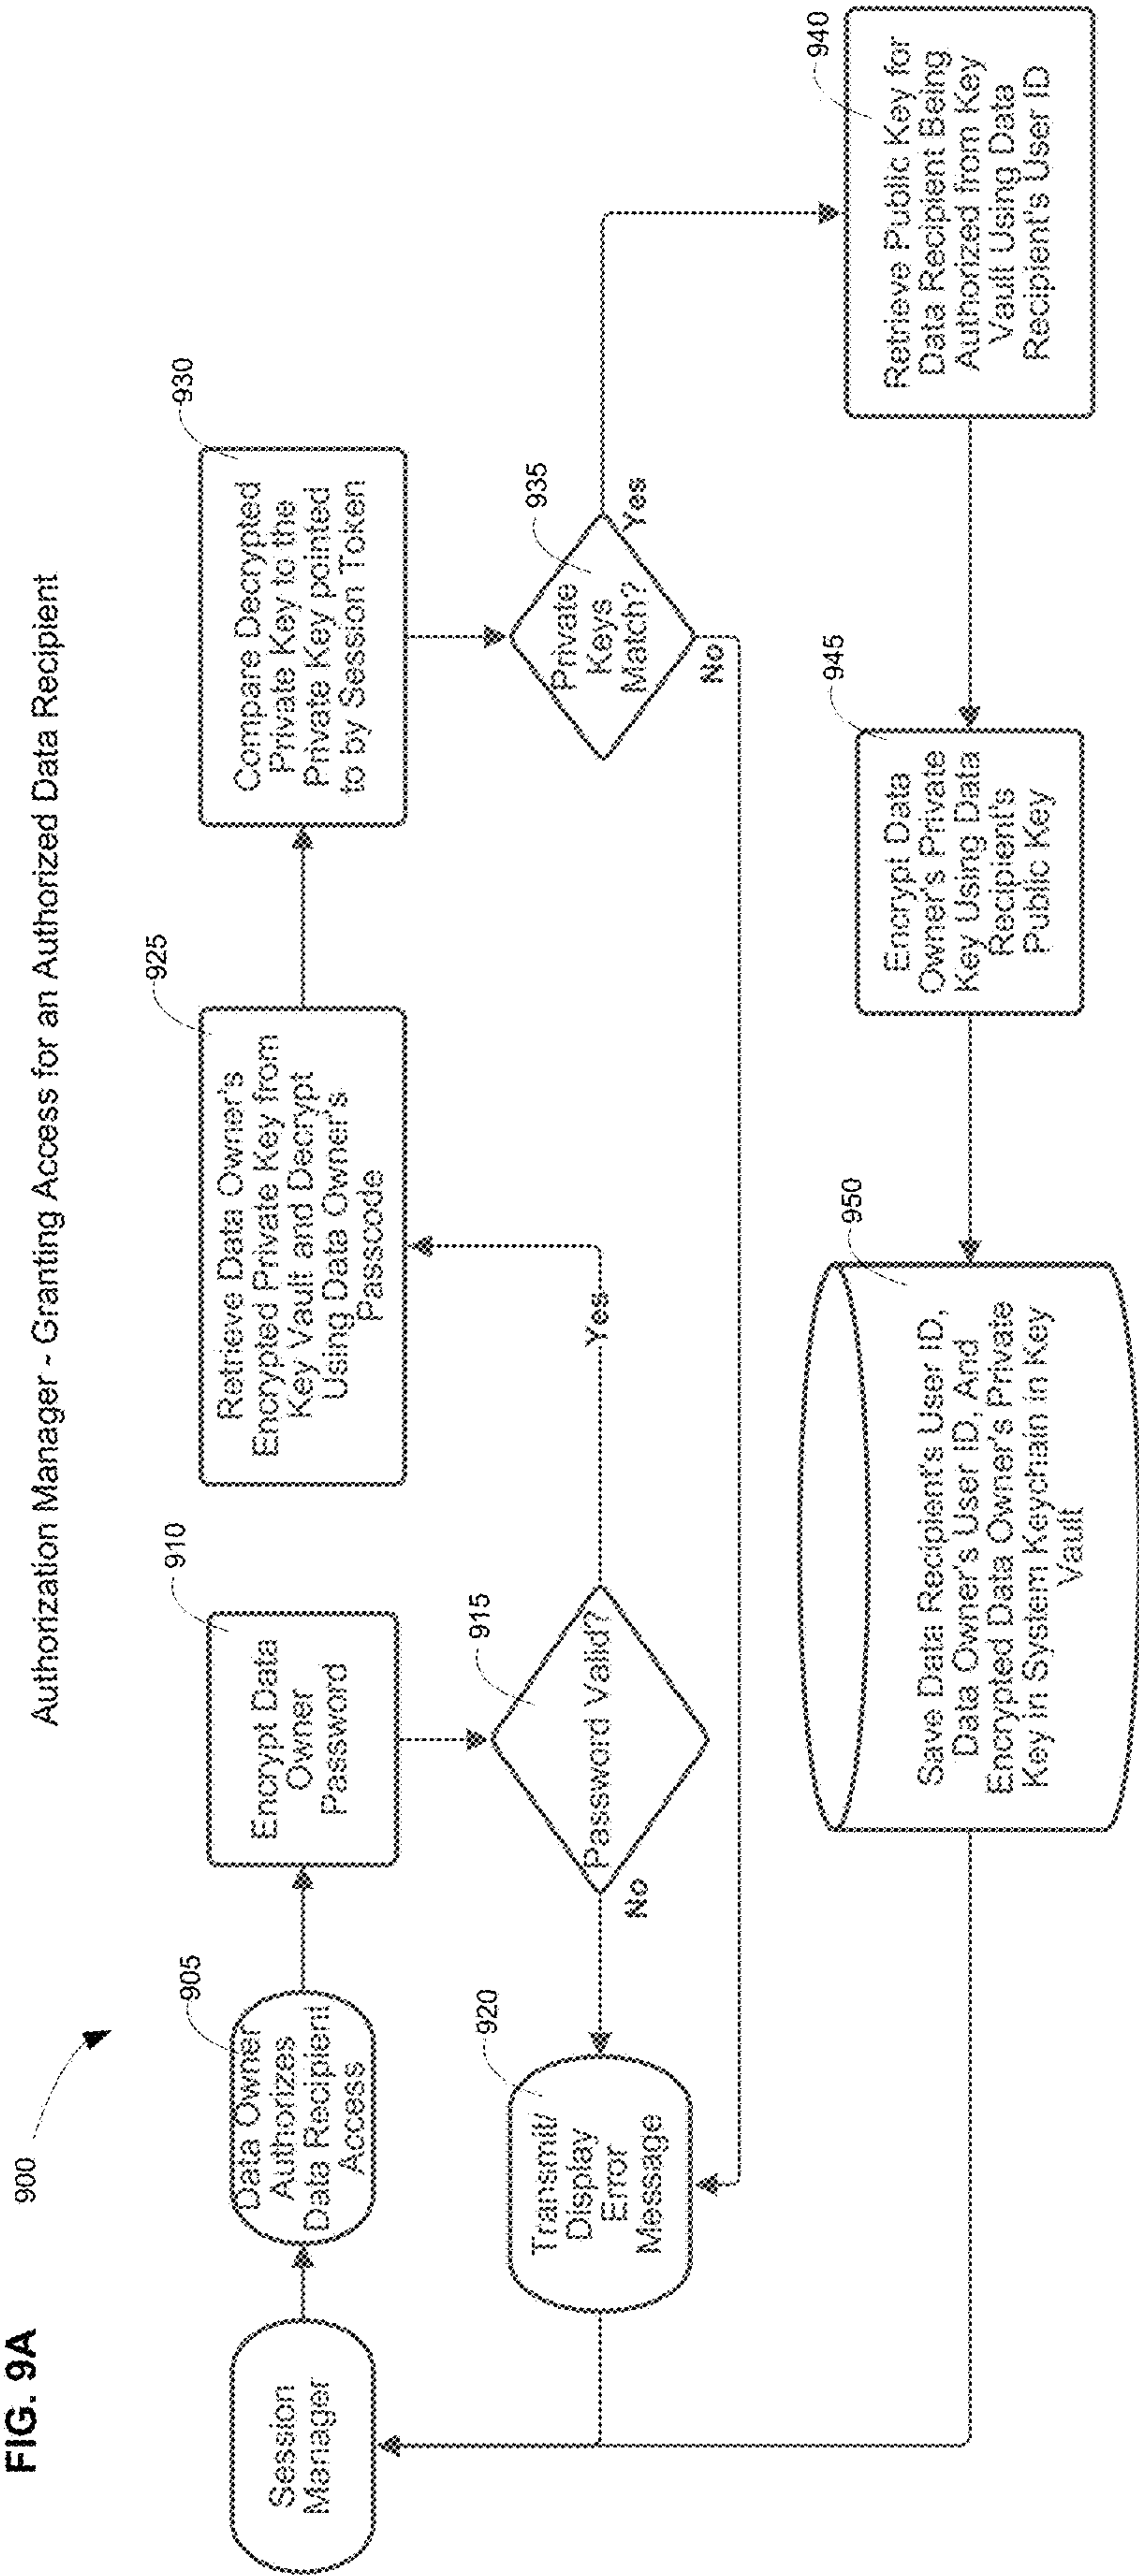 FIG. 9A
Authorization Manager - Granting Access for an Authorized Data Recipient
900
Session
Manager
905
Data Owner
Authorizes
Data Recipient
Access
910
Encrypt Data
Owner
Password
915
Password Valid?
No
Yes
920
Transmit/
Display
Error
Message
925
Retrieve Data Owner's
Encrypted Private Key from
Key Vault and Decrypt
Using Data Owner's
Passcode
930
Compare Decrypted
Private Key to the
Private Key pointed
to by Session Token
935
Private
Keys
Match?
No
Yes
940
Retrieve Public Key for
Data Recipient Being
Authorized from Key
Vault Using Data
Recipient's User ID
945
Encrypt Data
Owner's Private
Key Using Data
Recipient's
Public Key
950
Save Data Recipient's User ID,
Data Owner's User ID, And
Encrypted Data Owner's Private
Key in System Keychain in Key
Vault